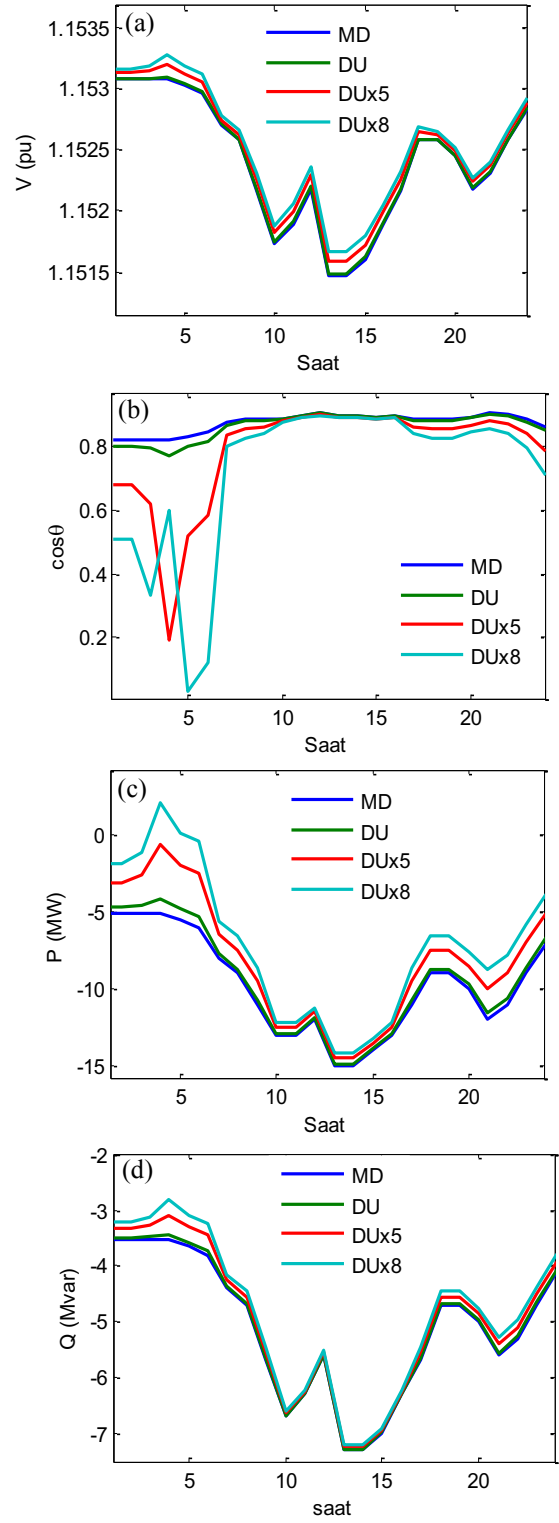 (a)
MD
DU
DUx5
DUx8
1.1535
1.153
1.1525
1.152
1.1515
V (pu)
5 10 15 20
Saat
(b)
MD
DU
DUx5
DUx8
0.8
0.6
0.4
0.2
cosθ
5 10 15 20
Saat
(c)
MD
DU
DUx5
DUx8
0
-5
-10
-15
P (MW)
5 10 15 20
Saat
(d)
MD
DU
DUx5
DUx8
-2
-3
-4
-5
-6
-7
Q (Mvar)
5 10 15 20
saat